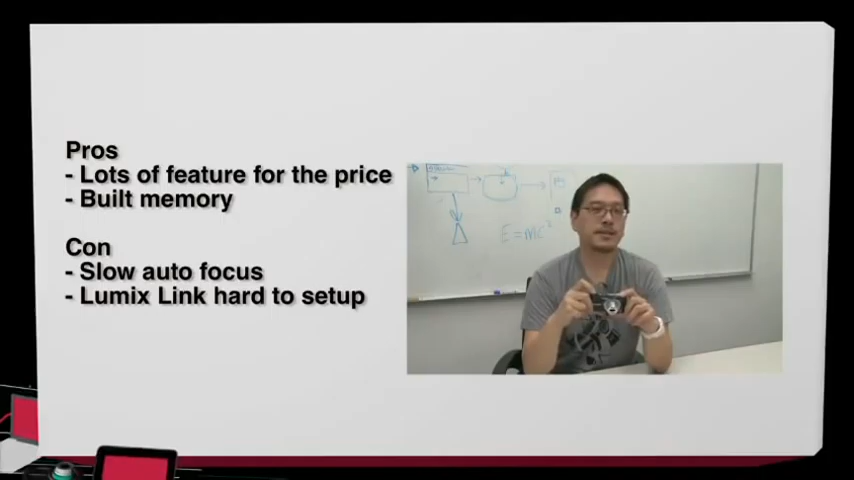 Pros
- Lots of feature for the price
- Built memory
Con
- Slow auto focus
- Lumix Link hard to setup
E=MC²